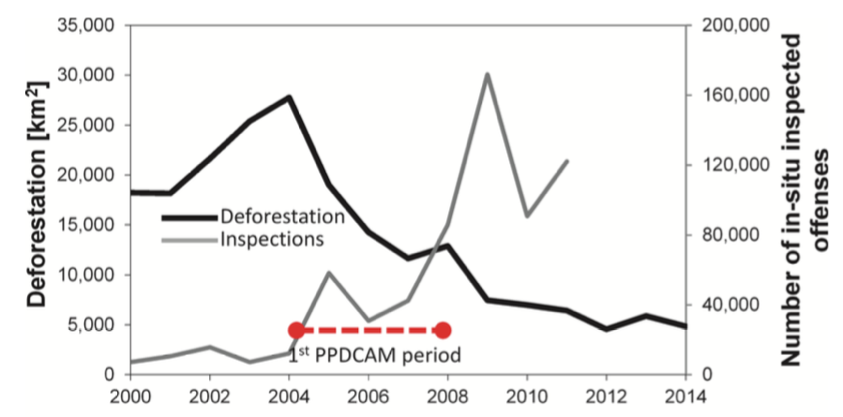 Deforestation [km²]
35,000
30,000
25,000
20,000
15,000
10,000
5,000
0
Deforestation
Inspections
1st PPDCAM period
2000 2002 2004 2006 2008 2010 2012 2014
200,000
160,000
120,000
80,000
40,000
0
Number of in-situ inspected
offenses